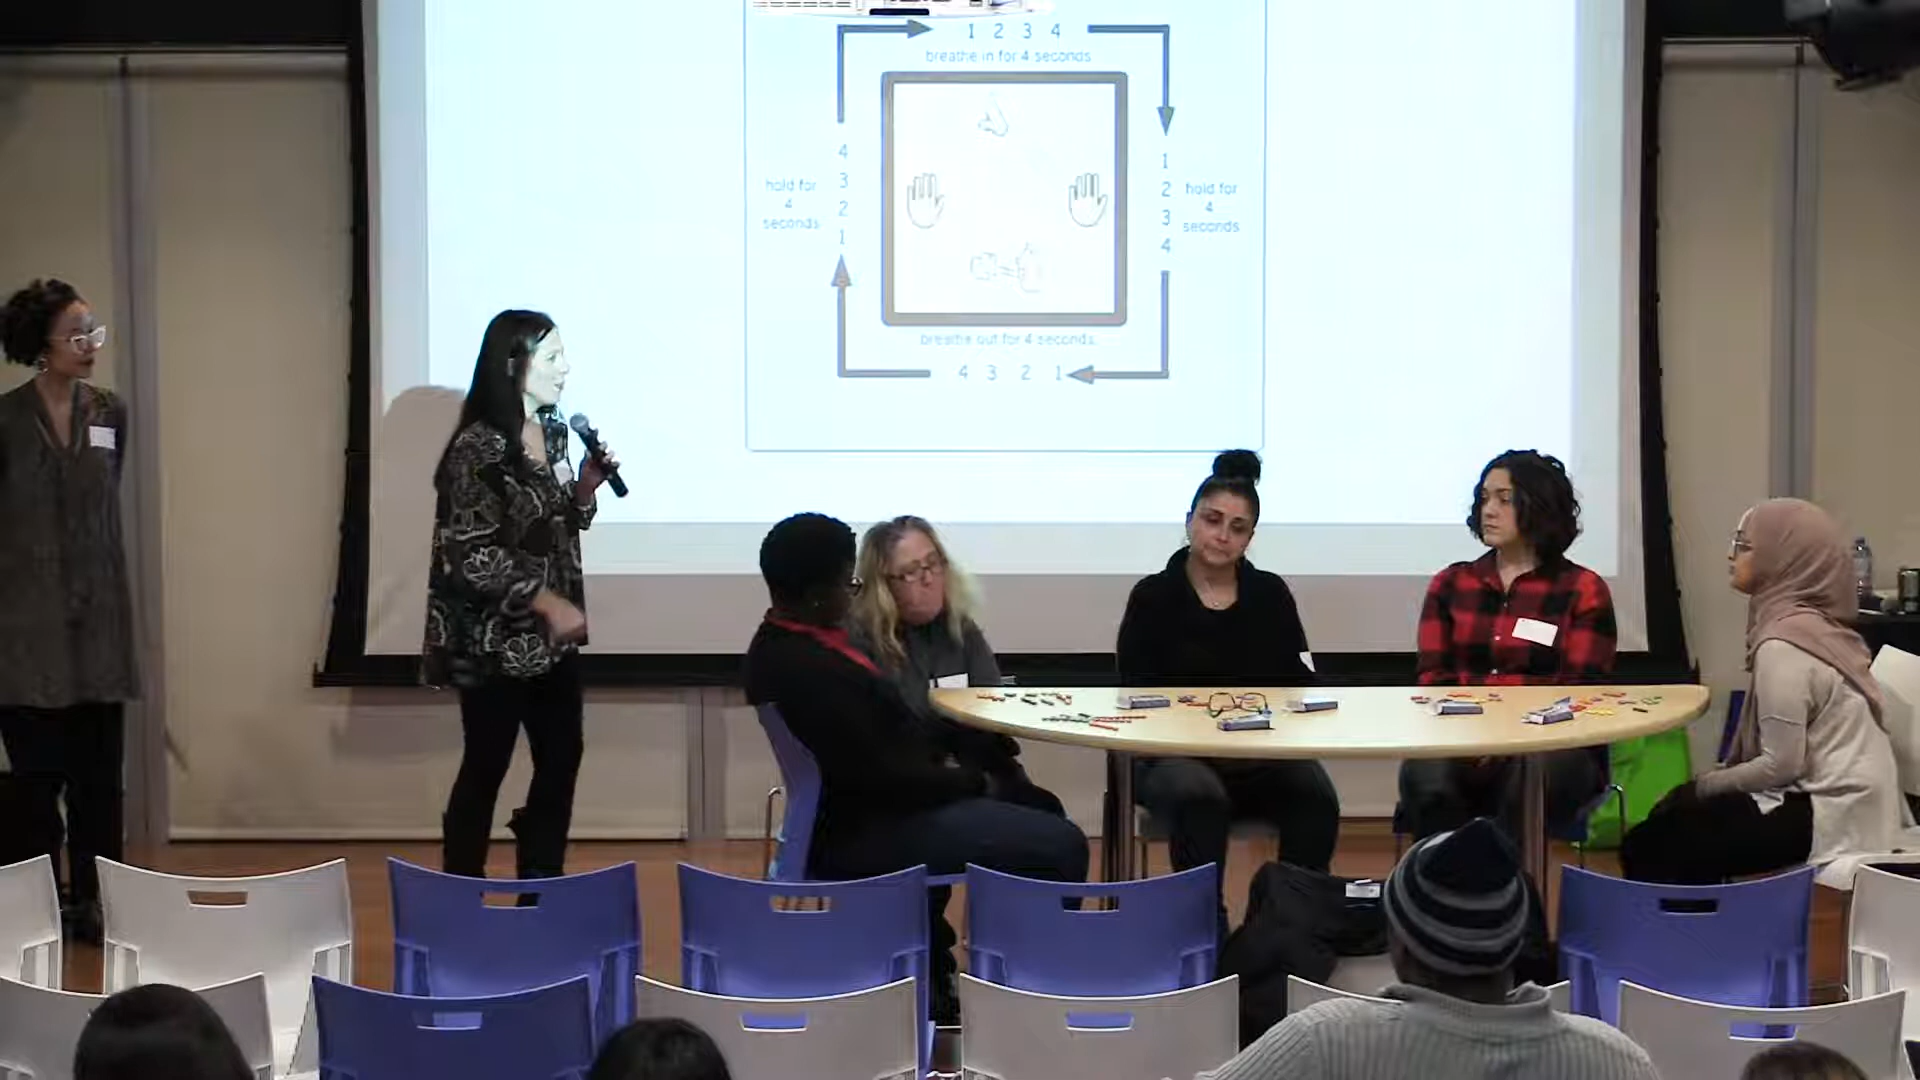 1 2 3 4
breathe in for 4 seconds
4
3
2
1
hold for
4
seconds
1
2
3
4
hold for
4
seconds
breathe out for 4 seconds.
4 3 2 1